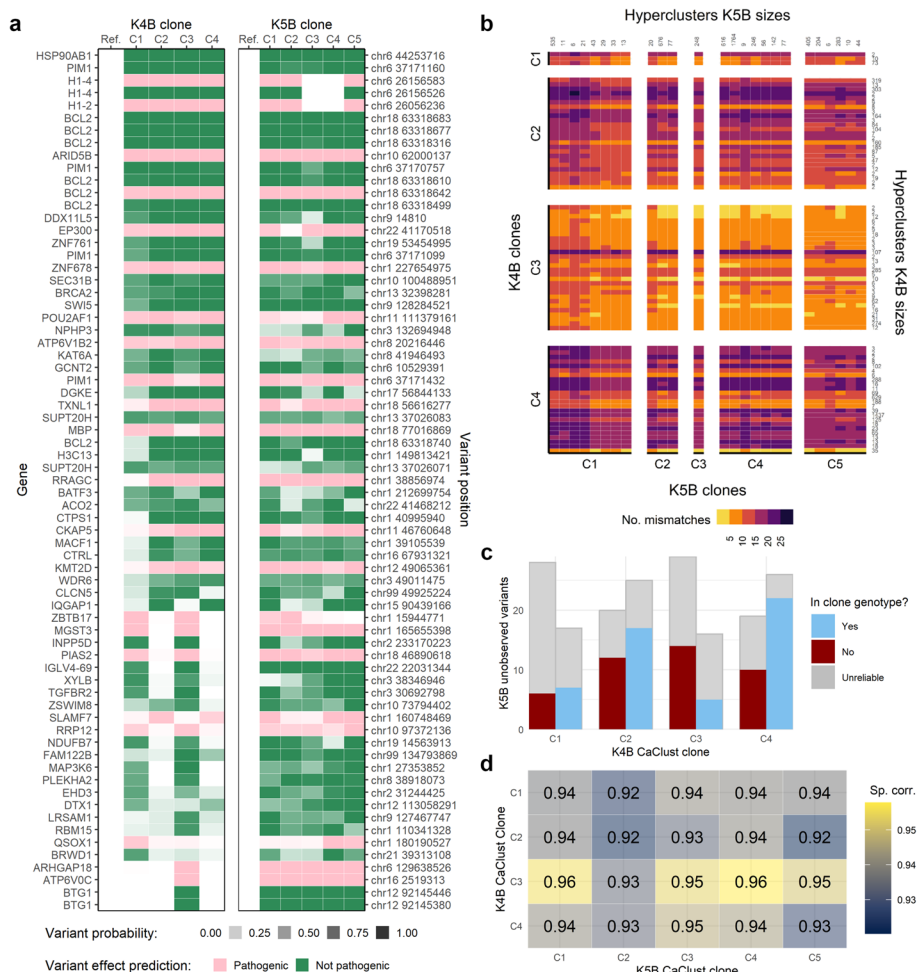 a
K4B clone
K5B clone
Ref. C1 C2 C3 C4
Ref. C1 C2 C3 C4 C5
HSP90AB1 chr6 44253716
PIM1 chr6 37171160
H1-4 chr6 26156583
H1-4 chr6 26156526
H1-2 chr6 26056236
BCL2 chr18 63318683
BCL2 chr18 63318677
BCL2 chr18 63318316
ARID5B chr10 62000137
PIM1 chr6 37170757
BCL2 chr18 63318610
BCL2 chr18 63318642
BCL2 chr18 63318499
DDX11L5 chr9 14810
EP300 chr22 41170518
ZNF761 chr19 53454995
PIM1 chr6 37171099
ZNF678 chr1 227654975
SEC31B chr10 100488951
BRCA2 chr13 32398281
SWI5 chr9 128284521
POU2AF1 chr11 111379161
NPHP3 chr3 132694948
ATP6V1B2 chr8 20216446
KAT6A chr8 41946493
GCNT2 chr6 10529391
PIM1 chr6 37171432
DGKE chr17 56844133
TXNL1 chr18 56616277
SUPT20H chr13 37026083
MBP chr18 77016869
BCL2 chr18 63318740
H3C13 chr1 149813421
SUPT20H chr13 37026071
RRAGC chr1 38856974
BATF3 chr1 212699754
ACO2 chr22 41468212
CTPS1 chr1 40995940
CKAP5 chr11 46760648
MACF1 chr1 39105539
CTRL chr16 67931321
KMT2D chr12 49065361
WDR6 chr3 49011475
CLCN5 chr99 49925224
IQGAP1 chr15 90439166
ZBTB17 chr1 15944771
MGST3 chr1 165655398
INPP5D chr2 233170223
PIAS2 chr18 46890618
IGLV4-69 chr22 22031344
XYLB chr3 38346946
TGFBR2 chr3 30692798
ZSWIM8 chr10 73794402
SLAMF7 chr1 160748469
RRP12 chr10 97372136
NDUFB7 chr19 14563913
FAM122B chr99 134793869
MAP3K6 chr1 27353852
PLEKHA2 chr8 38918073
EHD3 chr2 31244425
DTX1 chr12 113058291
LRSAM1 chr9 127467747
RBM15 chr1 110341328
QSOX1 chr1 180190527
BRWD1 chr21 39313108
ARHGAP18 chr6 129638526
ATP6V0C chr16 2519313
BTG1 chr12 92145446
BTG1 chr12 92145380
Gene
Variant position
Variant probability: 0.00 0.25 0.50 0.75 1.00
Variant effect prediction: Pathogenic Not pathogenic
b
Hyperclusters K5B sizes
C1
C2
C3
C4
K4B clones
Hyperclusters K4B sizes
C1 C2 C3 C4 C5
K5B clones
No. mismatches
5 10 15 20 25
c
K5B unobserved variants
20
10
0
C1 C2 C3 C4
K4B CaClust clone
In clone genotype?
Yes
No
Unreliable
d
K4B CaClust Clone
C1 0.94 0.92 0.94 0.94 0.94
C2 0.94 0.92 0.93 0.94 0.92
C3 0.96 0.93 0.95 0.96 0.95
C4 0.94 0.93 0.95 0.94 0.93
C1 C2 C3 C4 C5
K5B CaClust clone
Sp. corr.
0.95
0.94
0.93